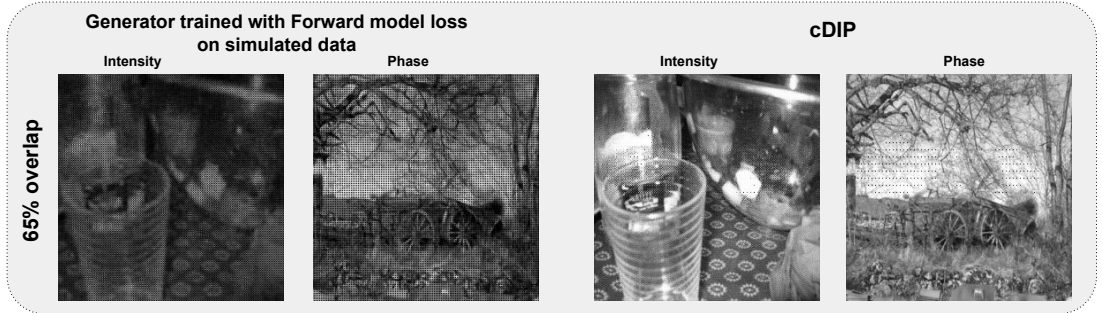 Generator trained with Forward model loss
on simulated data
cDIP
Intensity
Phase
Intensity
Phase
65% overlap